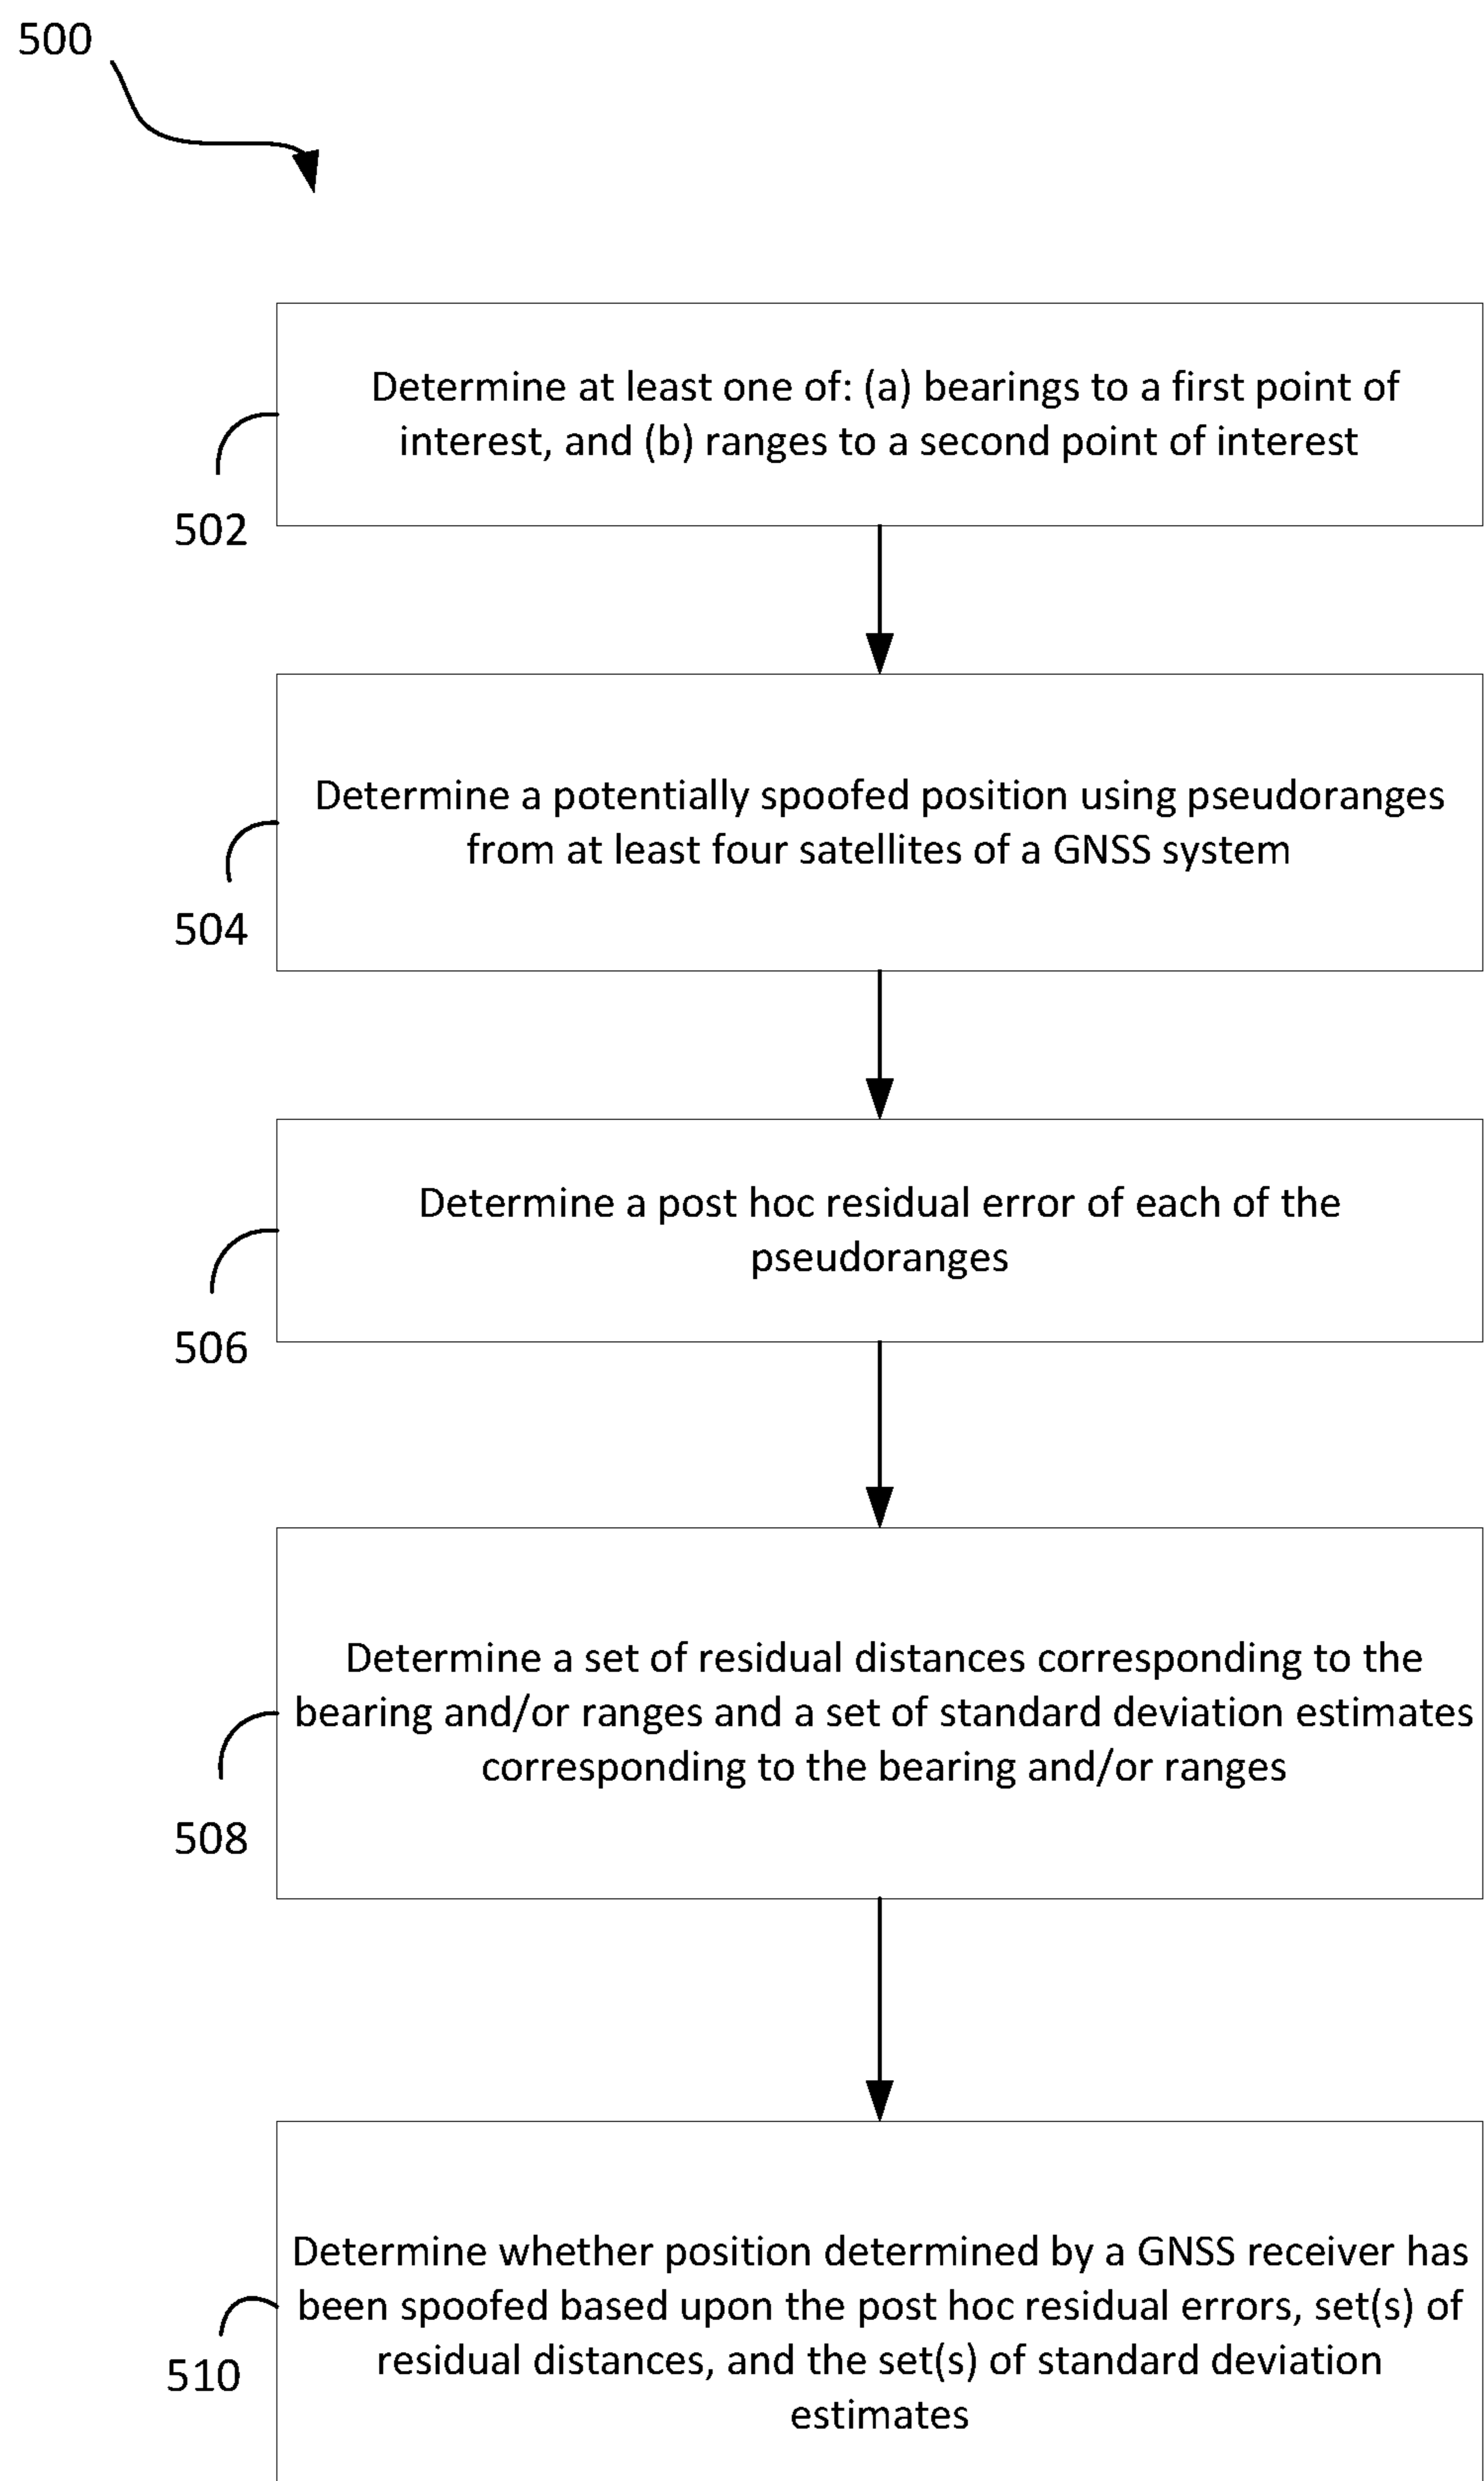 500
Determine at least one of: (a) bearings to a first point of
interest, and (b) ranges to a second point of interest
502
Determine a potentially spoofed position using pseudoranges
from at least four satellites of a GNSS system
504
Determine a post hoc residual error of each of the
pseudoranges
506
Determine a set of residual distances corresponding to the
bearing and/or ranges and a set of standard deviation estimates
corresponding to the bearing and/or ranges
508
Determine whether position determined by a GNSS receiver has
been spoofed based upon the post hoc residual errors, set(s) of
residual distances, and the set(s) of standard deviation
estimates
510